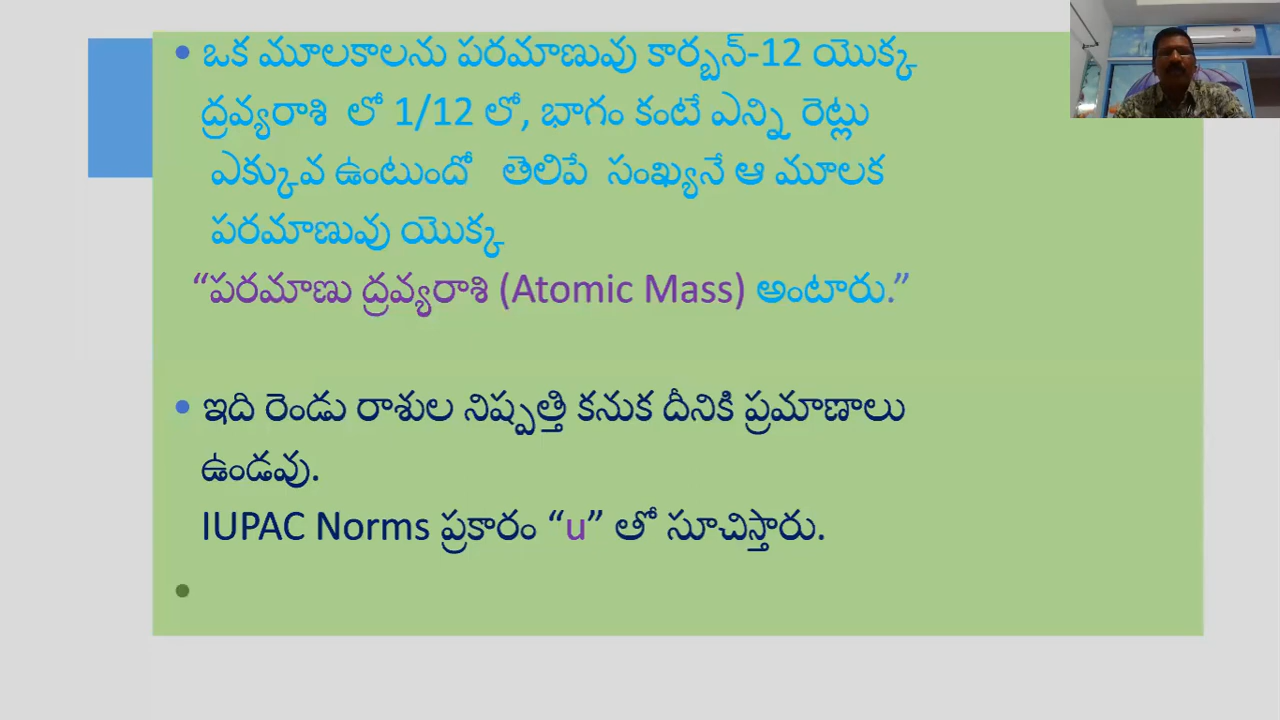 ఒక మూలకాలను పరమాణువు కార్బన్-12 యొక్క
ద్రవ్యరాశి లో 1/12 లో, భాగం కంటే ఎన్ని రెట్లు
ఎక్కువ ఉంటుందో తెలిపే సంఖ్యనే ఆ మూలక
పరమాణువు యొక్క
“పరమాణు ద్రవ్యరాశి (Atomic Mass) అంటారు.”
ఇది రెండు రాశుల నిష్పత్తి కనుక దీనికి ప్రమాణాలు
ఉండవు.
IUPAC Norms ప్రకారం “u” తో సూచిస్తారు.